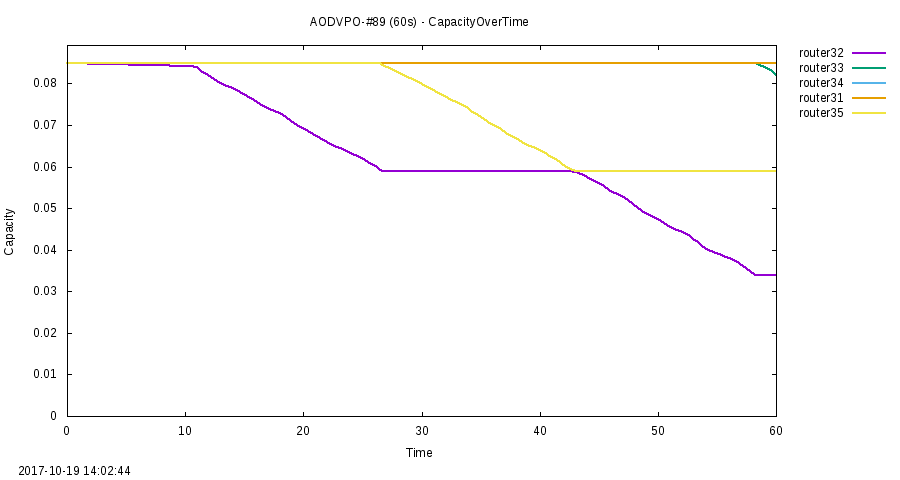 AODVPO-#89 (60s) - CapacityOverTime
router32
router33
router34
router31
router35
0.08
0.07
0.06
0.05
0.04
0.03
0.02
0.01
0
Capacity
0 10 20 30 40 50 60
Time
2017-10-19 14:02:44